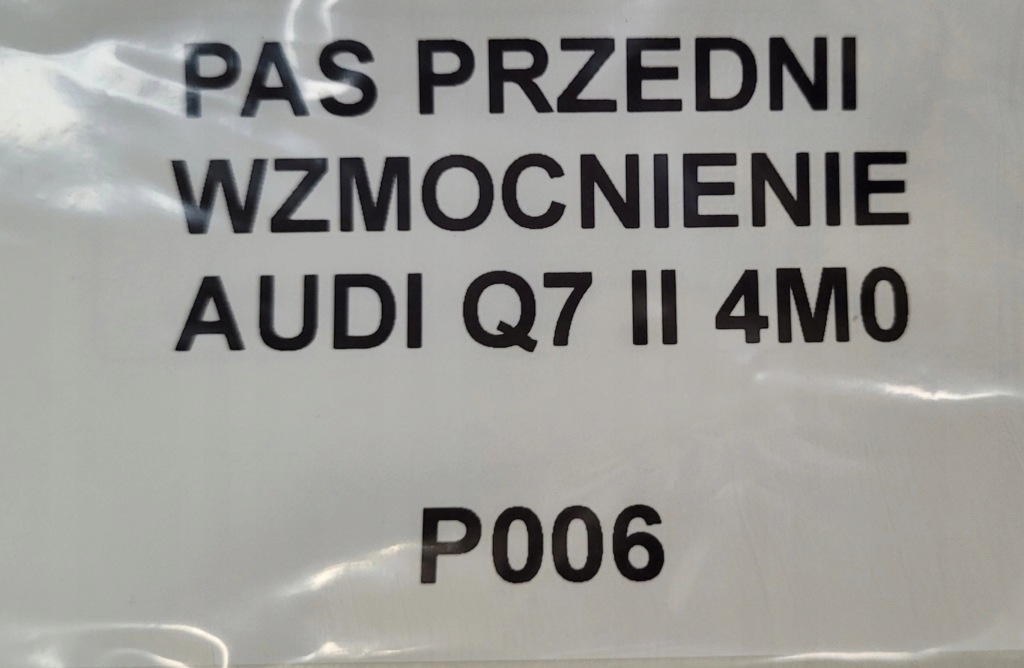 PAS PRZEDNI
WZMOCNIENIE
AUDI Q7 II 4M0
P006